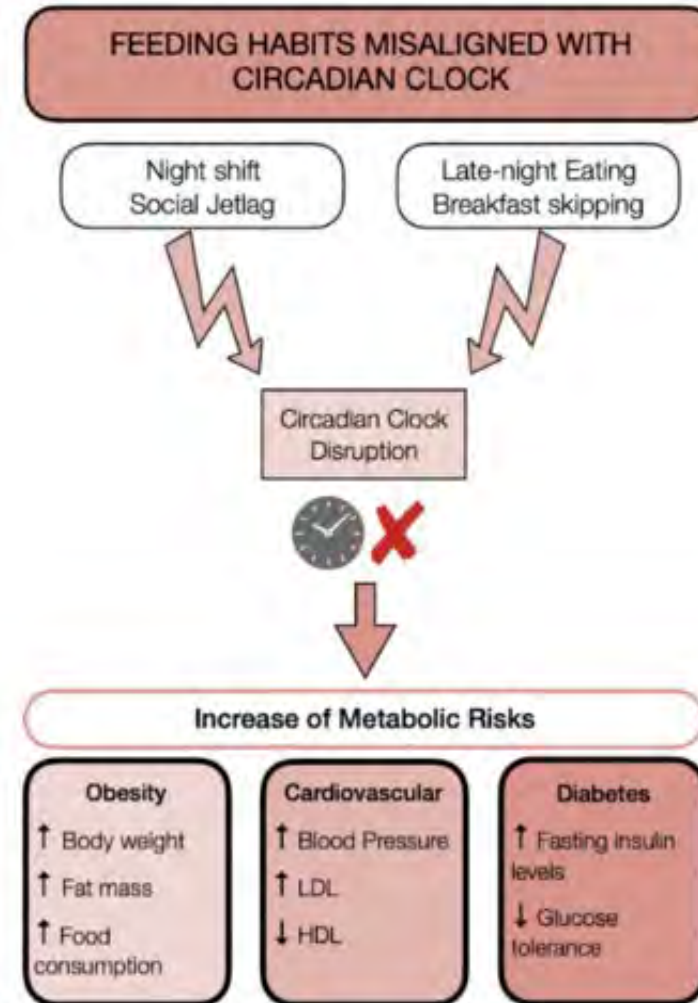 FEEDING HABITS MISALIGNED WITH
CIRCADIAN CLOCK
Night shift
Social Jetlag
Late-night Eating
Breakfast skipping
Circadian Clock
Disruption
Increase of Metabolic Risks
Obesity
↑ Body weight
↑ Fat mass
↑ Food
consumption
Cardiovascular
↑ Blood Pressure
↑ LDL
↓ HDL
Diabetes
↑ Fasting insulin
levels
↓ Glucose
tolerance